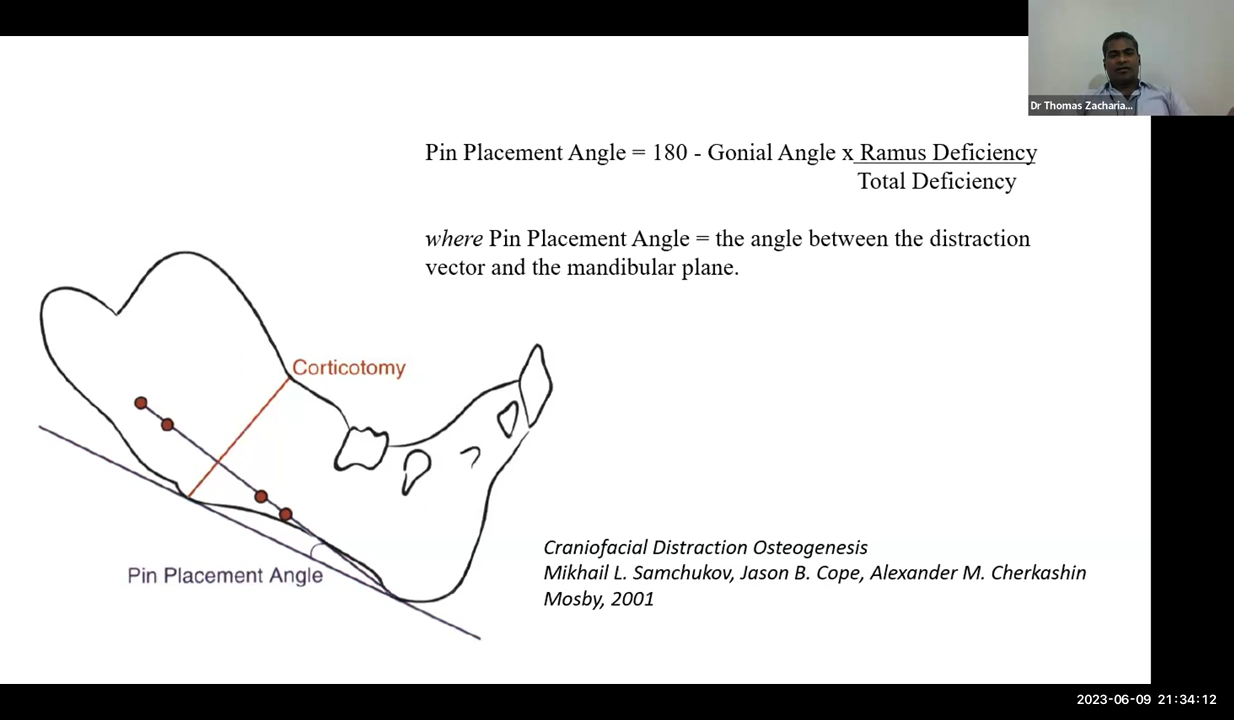 Dr Thomas Zacharia...
Pin Placement Angle = 180 - Gonial Angle x Ramus Deficiency
Total Deficiency
where Pin Placement Angle = the angle between the distraction
vector and the mandibular plane.
Corticotomy
Pin Placement Angle
Craniofacial Distraction Osteogenesis
Mikhail L. Samchukov, Jason B. Cope, Alexander M. Cherkashin
Mosby, 2001
2023-06-09 21:34:12